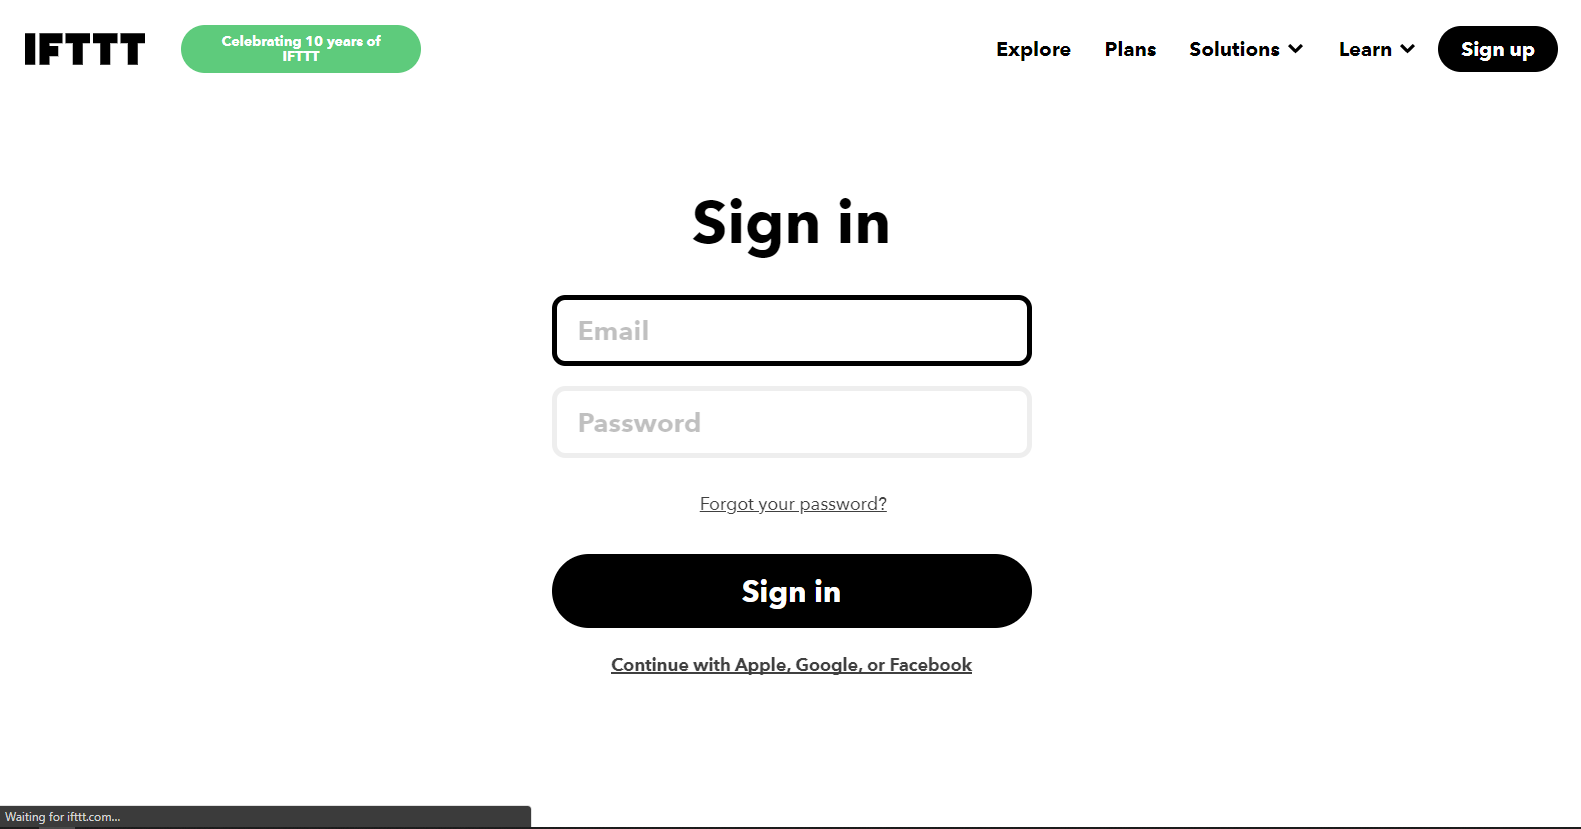 IFTTT
Celebrating 10 years of
IFTTT
Explore
Plans
Solutions
Learn
Sign up
Sign in
Email
Password
Forgot your password?
Sign in
Continue with Apple, Google, or Facebook
Waiting for ifttt.com...